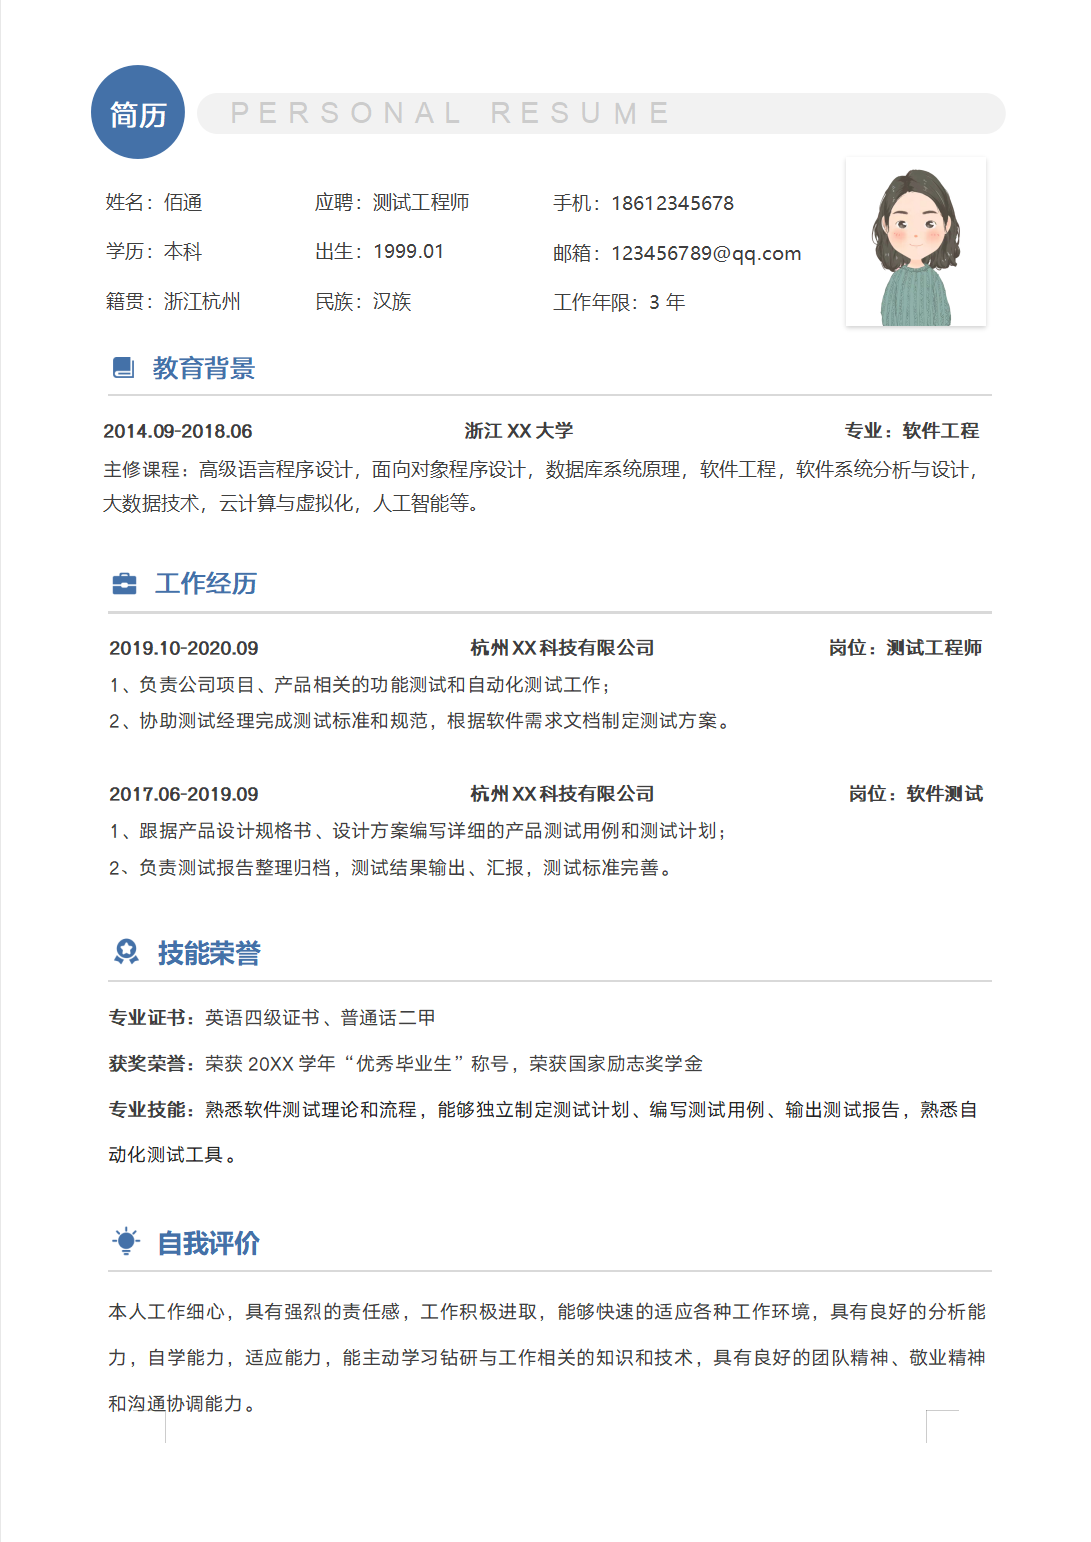 简历 PERSONAL RESUME
姓名：佰通 应聘：测试工程师 手机：18612345678
学历：本科 出生：1999.01 邮箱：123456789@qq.com
籍贯：浙江杭州 民族：汉族 工作年限：3 年
教育背景
2014.09-2018.06 浙江 XX 大学 专业：软件工程
主修课程：高级语言程序设计，面向对象程序设计，数据库系统原理，软件工程，软件系统分析与设计，
大数据技术，云计算与虚拟化，人工智能等。
工作经历
2019.10-2020.09 杭州 XX 科技有限公司 岗位：测试工程师
1、负责公司项目、产品相关的功能测试和自动化测试工作；
2、协助测试经理完成测试标准和规范，根据软件需求文档制定测试方案。
2017.06-2019.09 杭州 XX 科技有限公司 岗位：软件测试
1、跟据产品设计规格书、设计方案编写详细的产品测试用例和测试计划；
2、负责测试报告整理归档，测试结果输出、汇报，测试标准完善。
技能荣誉
专业证书：英语四级证书、普通话二甲
获奖荣誉：荣获 20XX 学年“优秀毕业生”称号，荣获国家励志奖学金
专业技能：熟悉软件测试理论和流程，能够独立制定测试计划、编写测试用例、输出测试报告，熟悉自
动化测试工具。
自我评价
本人工作细心，具有强烈的责任感，工作积极进取，能够快速的适应各种工作环境，具有良好的分析能
力，自学能力，适应能力，能主动学习钻研与工作相关的知识和技术，具有良好的团队精神、敬业精神
和沟通协调能力。